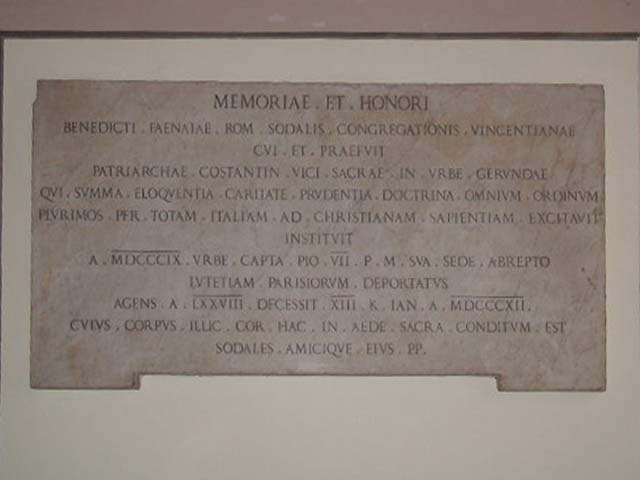 MEMORIAE . ET . HONORI
BENEDICTI . FAENAIAE . ROM . SODALIS . CONGREGATIONIS . VINCENTIANAE
CVI . ET . PRAEFVIT
PATRIARCHAE . COSTANTIN . VICI . SACRAE . IN . VRBE . GERVNDAE
QVI . SVMMA . ELOQVENTIA . CARITATE . PRVDENTIA . DOCTRINA . OMNIVM . ORDINVM
PLVRIMOS . PER . TOTAM . ITALIAM . AD . CHRISTIANAM . SAPIENTIAM . EXCITAVIT
INSTITVIT
A . MDCCCIX . VRBE . CAPTA . PIO . VII . P . M . SVA . SEDE . ABREPTO
LVTETIAM . PARISIORVM . DEPORTATVS
AGENS . A . LXXVIII . DECESSIT . XIII . K . IAN . A . MDCCCXII .
CVIVS . CORPVS . ILLIC . COR . HAC . IN . AEDE . SACRA . CONDITVM . EST
SODALES . AMICIQVE . EIVS . PP .